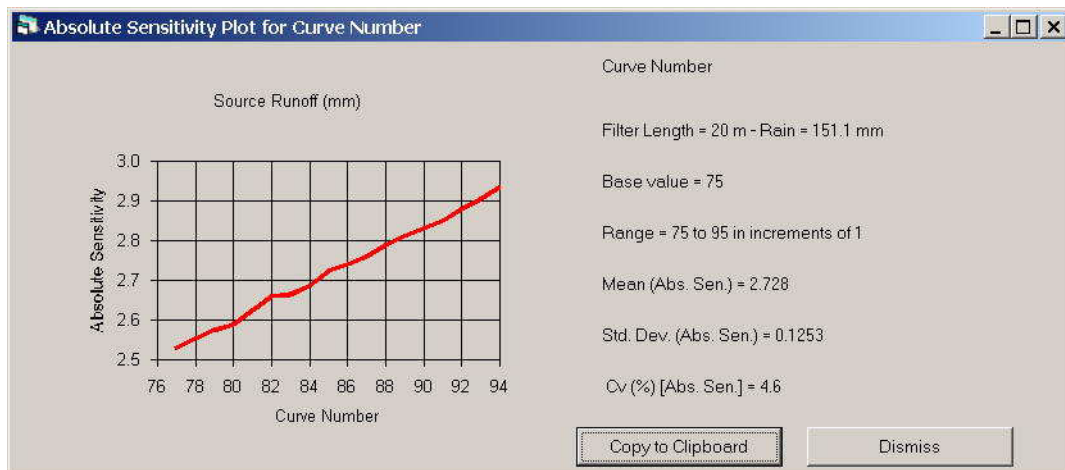 Absolute Sensitivity Plot for Curve Number
Source Runoff (mm)
Absolute Sensitivity
3.0
2.9
2.8
2.7
2.6
2.5
76 78 80 82 84 86 88 90 92 94
Curve Number
Curve Number
Filter Length = 20 m - Rain = 151.1 mm
Base value = 75
Range = 75 to 95 in increments of 1
Mean (Abs. Sen.) = 2.728
Std. Dev. (Abs. Sen.) = 0.1253
Cv (%) [Abs. Sen.] = 4.6
Copy to Clipboard
Dismiss